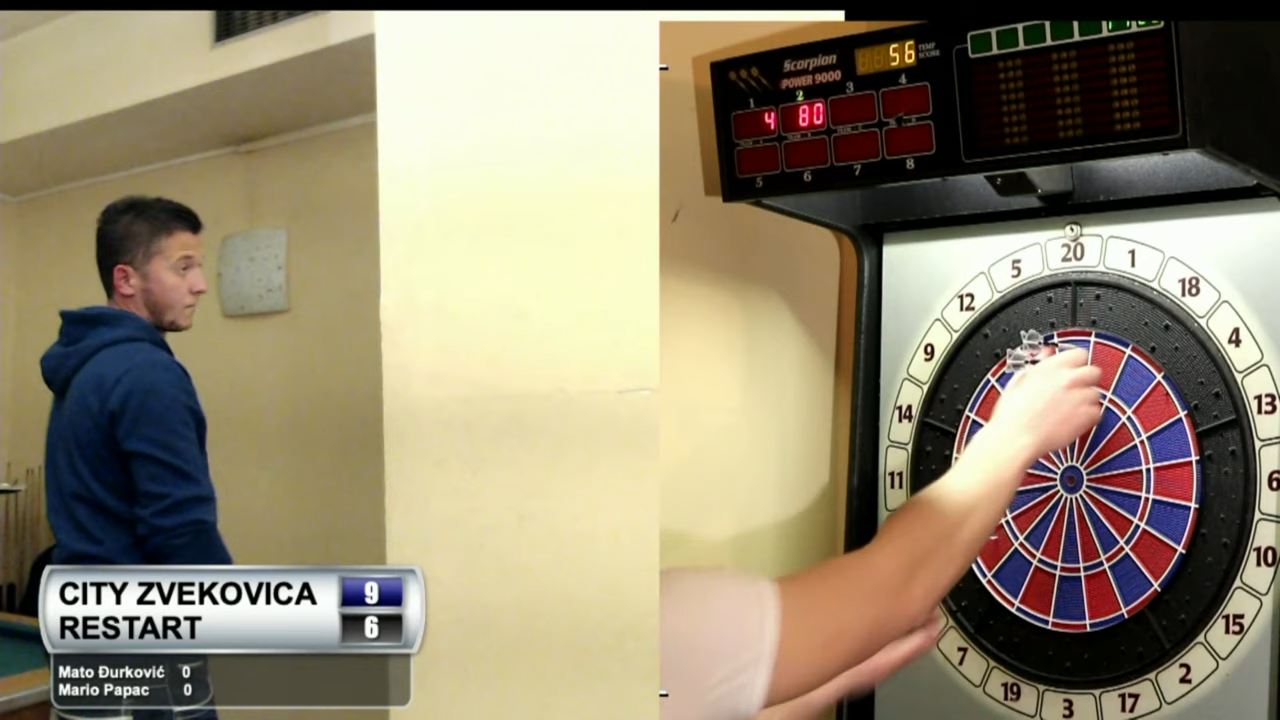 Scorpion
POWER 9000
56
TEMP
SCORE
1 2 3 4
4 80
5 6 7 8
20
1
18
4
13
6
10
15
2
17
3
19
7
11
14
9
12
5
CITY ZVEKOVICA 9
RESTART 6
Mato Đurković 0
Mario Papac 0